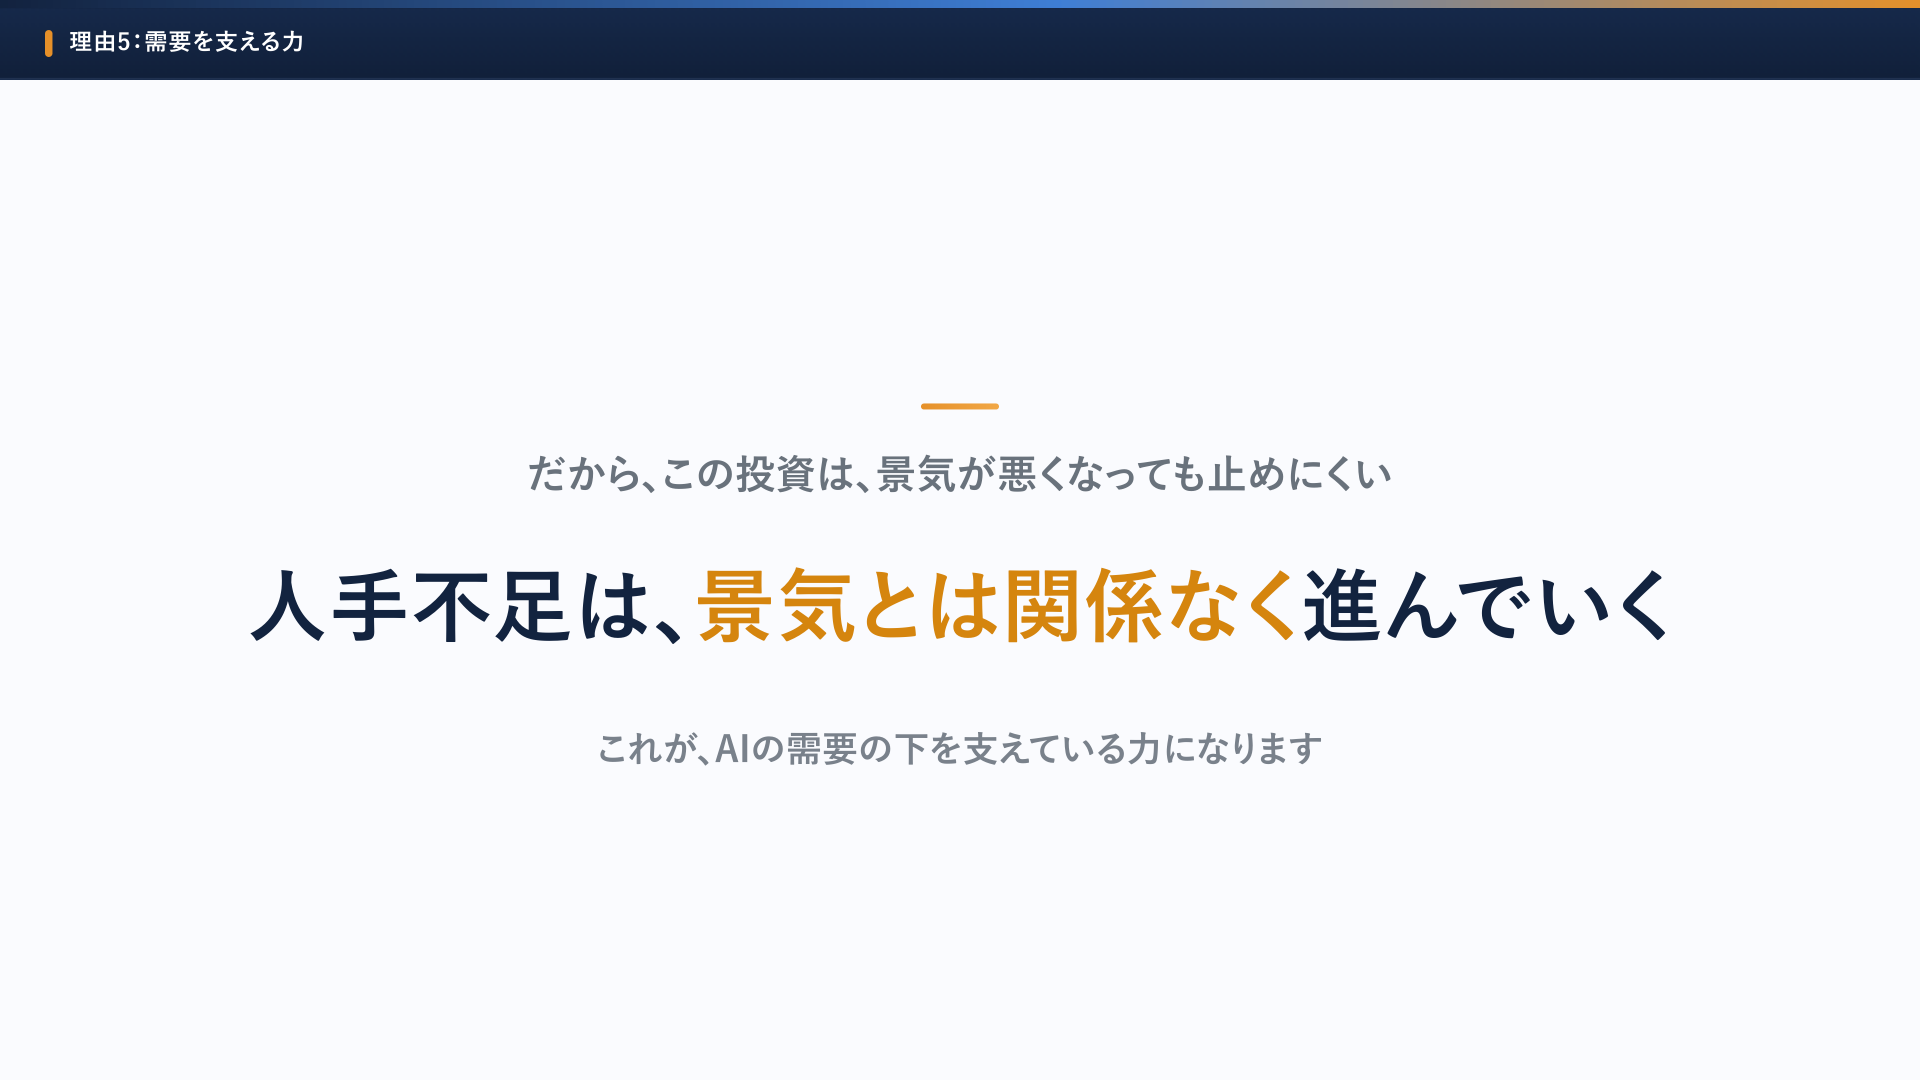 理由5：需要を支える力
だから、この投資は、景気が悪くなっても止めにくい
人手不足は、景気とは関係なく進んでいく
これが、AIの需要の下を支えている力になります